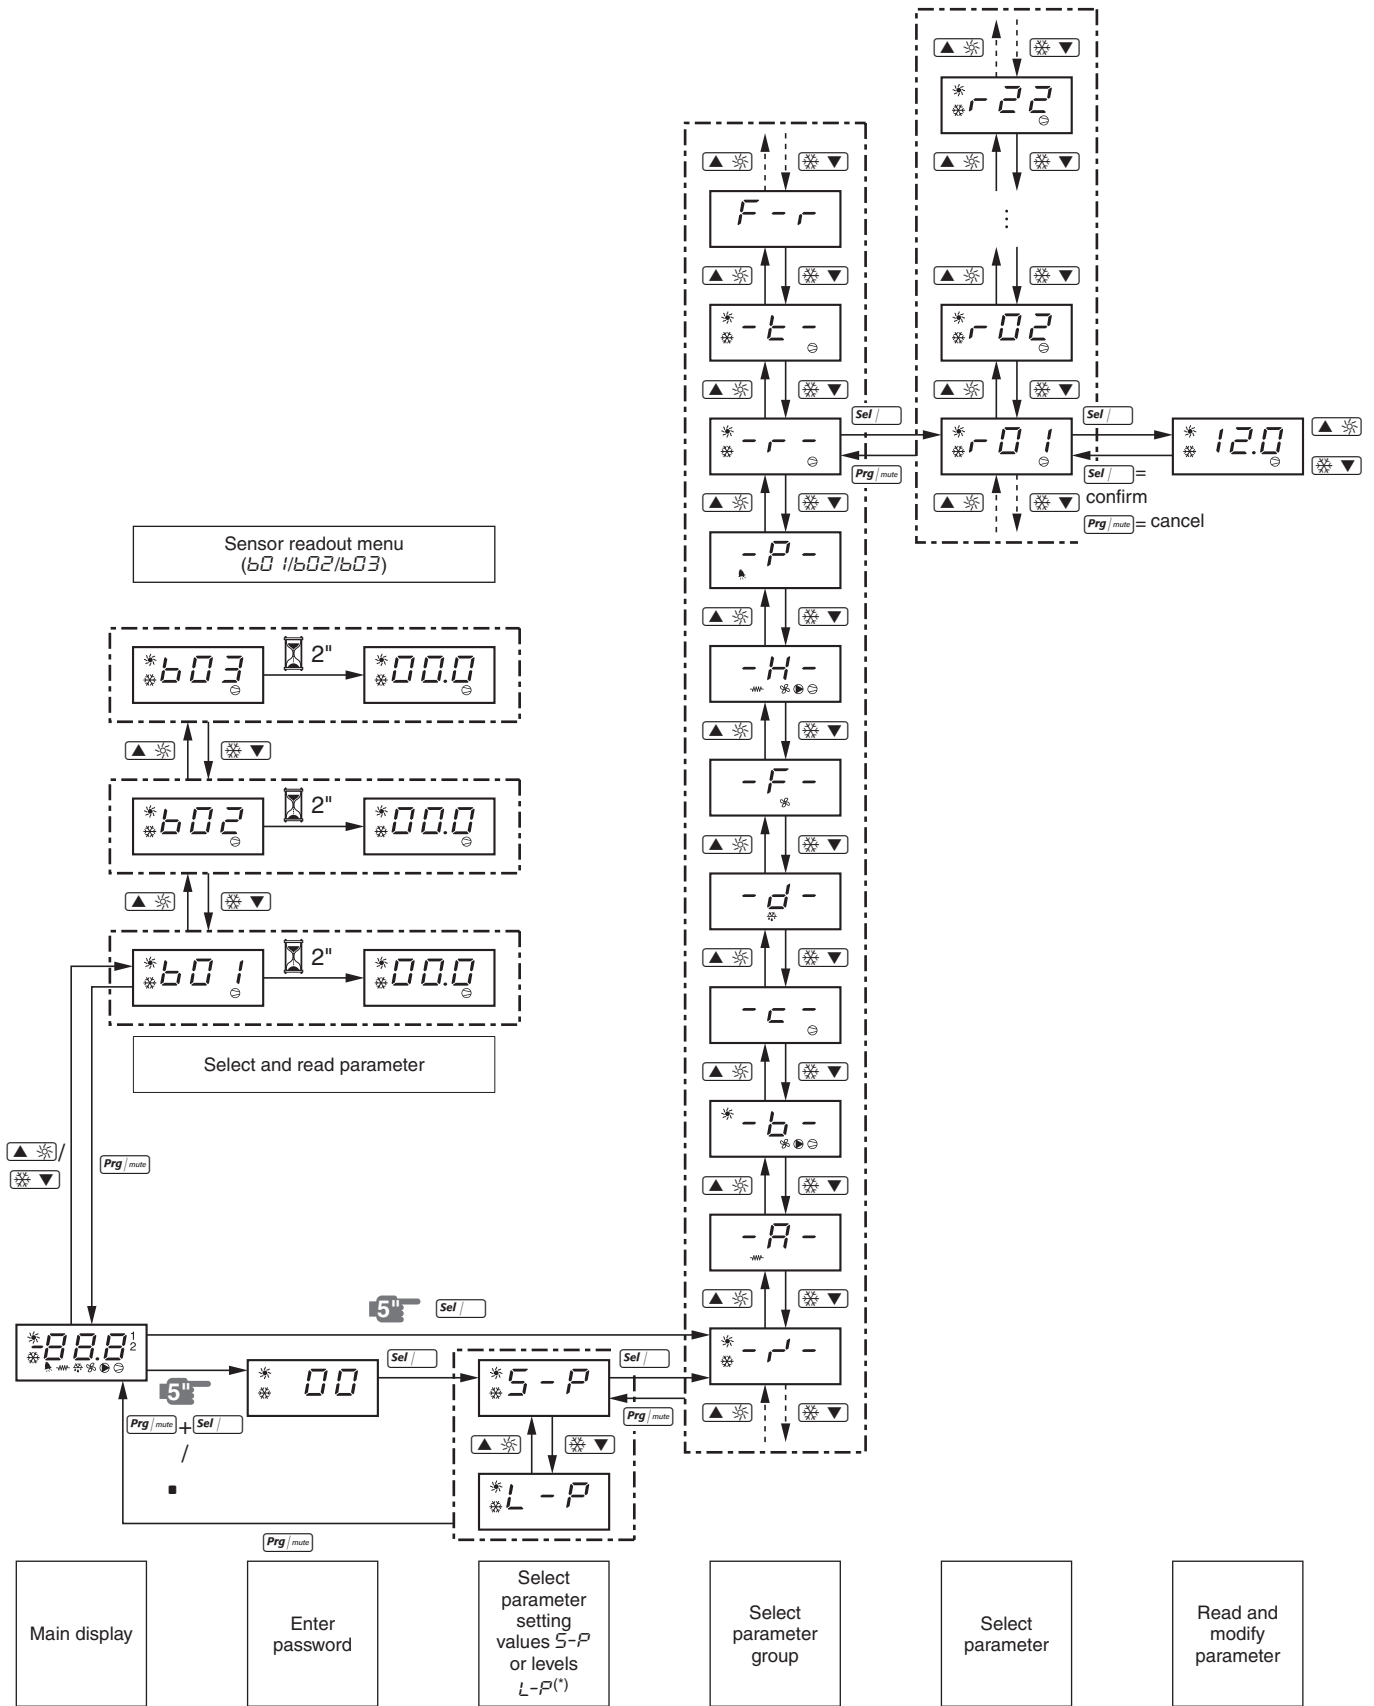 r22
F-r
-t-
r02
Sel
-r-
r01
12.0
Prg/mute
Sel = confirm
Prg/mute = cancel
-P-
Sensor readout menu
(b01/b02/b03)
-H-
b03
2"
00.0
-F-
b02
2"
00.0
-d-
b01
2"
00.0
-c-
Select and read parameter
-b-
/
Prg/mute
-A-
5"
Sel
-88.8
1
2
-/-
00
Sel
S-P
Sel
5"
Prg/mute + Sel
Prg/mute
/
L-P
Prg/mute
Main display
Enter
password
Select
parameter
setting
values S-P
or levels
L-P(*)
Select
parameter
group
Select
parameter
Read and
modify
parameter